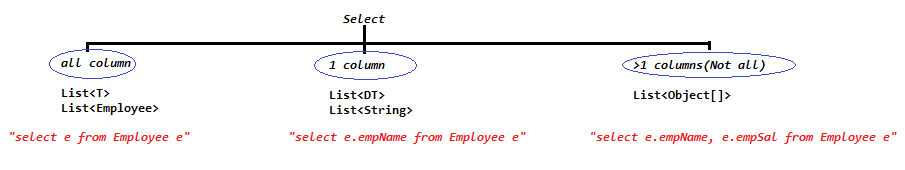 Select
all column
1 column
>1 columns(Not all)
List<T>
List<Employee>
List<DT>
List<String>
List<Object[]>
"select e from Employee e"
"select e.empName from Employee e"
"select e.empName, e.empSal from Employee e"